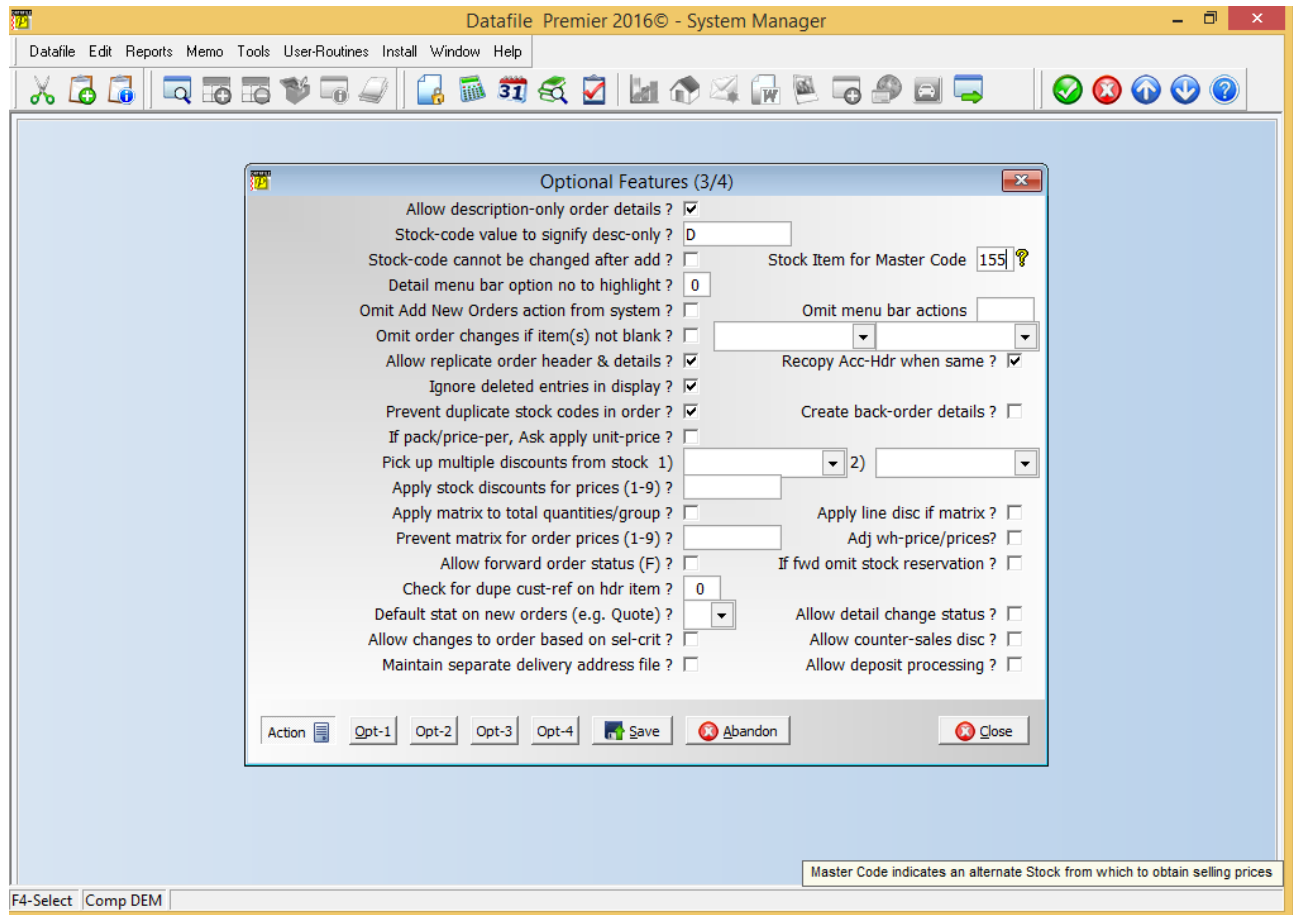 Datafile Premier 2016© - System Manager
Datafile Edit Reports Memo Tools User-Routines Install Window Help
31 W ?
Optional Features (3/4)
Allow description-only order details ?
Stock-code value to signify desc-only ? D
Stock-code cannot be changed after add ? Stock Item for Master Code 155 ?
Detail menu bar option no to highlight ? 0
Omit Add New Orders action from system ? Omit menu bar actions
Omit order changes if item(s) not blank ?
Allow replicate order header & details ? Recopy Acc-Hdr when same ?
Ignore deleted entries in display ?
Prevent duplicate stock codes in order ? Create back-order details ?
If pack/price-per, Ask apply unit-price ?
Pick up multiple discounts from stock 1) 2)
Apply stock discounts for prices (1-9) ?
Apply matrix to total quantities/group ? Apply line disc if matrix ?
Prevent matrix for order prices (1-9) ? Adj wh-price/prices?
Allow forward order status (F) ? If fwd omit stock reservation ?
Check for dupe cust-ref on hdr item ? 0
Default stat on new orders (e.g. Quote) ? Allow detail change status ?
Allow changes to order based on sel-crit ? Allow counter-sales disc ?
Maintain separate delivery address file ? Allow deposit processing ?
Action Opt-1 Opt-2 Opt-3 Opt-4 Save Abandon Close
Master Code indicates an alternate Stock from which to obtain selling prices
F4-Select Comp DEM